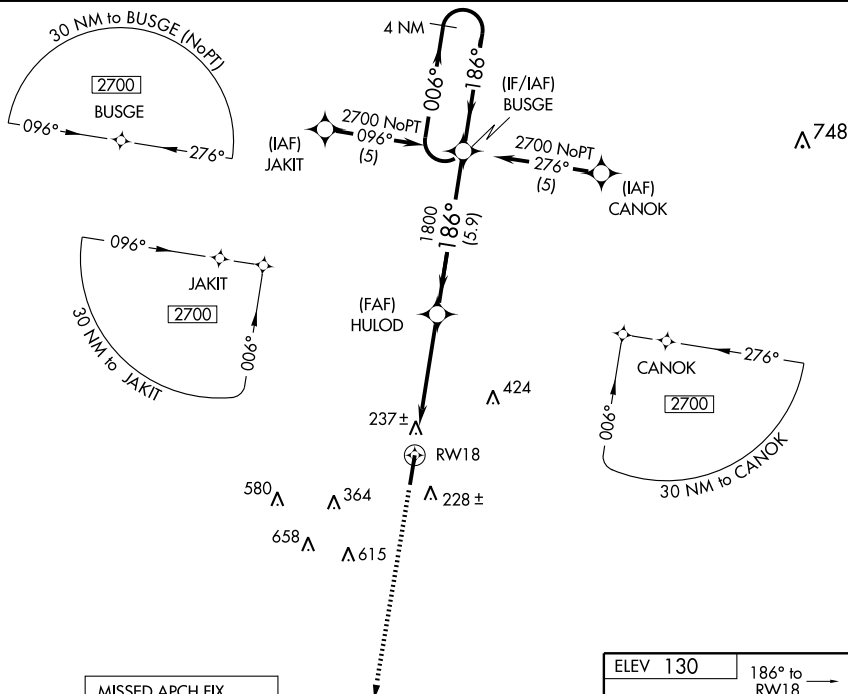 30 NM to BUSGE (NoPT)
2700
BUSGE
096°
276°
4 NM
006°
186°
(IF/IAF)
BUSGE
2700 NoPT
096°
(5)
(IAF)
JAKIT
2700 NoPT
276°
(5)
(IAF)
CANOK
748
1800
186°
(5.9)
096°
JAKIT
2700
006°
30 NM to JAKIT
(FAF)
HULOD
276°
CANOK
2700
006°
30 NM to CANOK
424
237 ±
RW18
580
364
228 ±
658
615
MISSED APCH FIX
ELEV 130
186° to
RW18